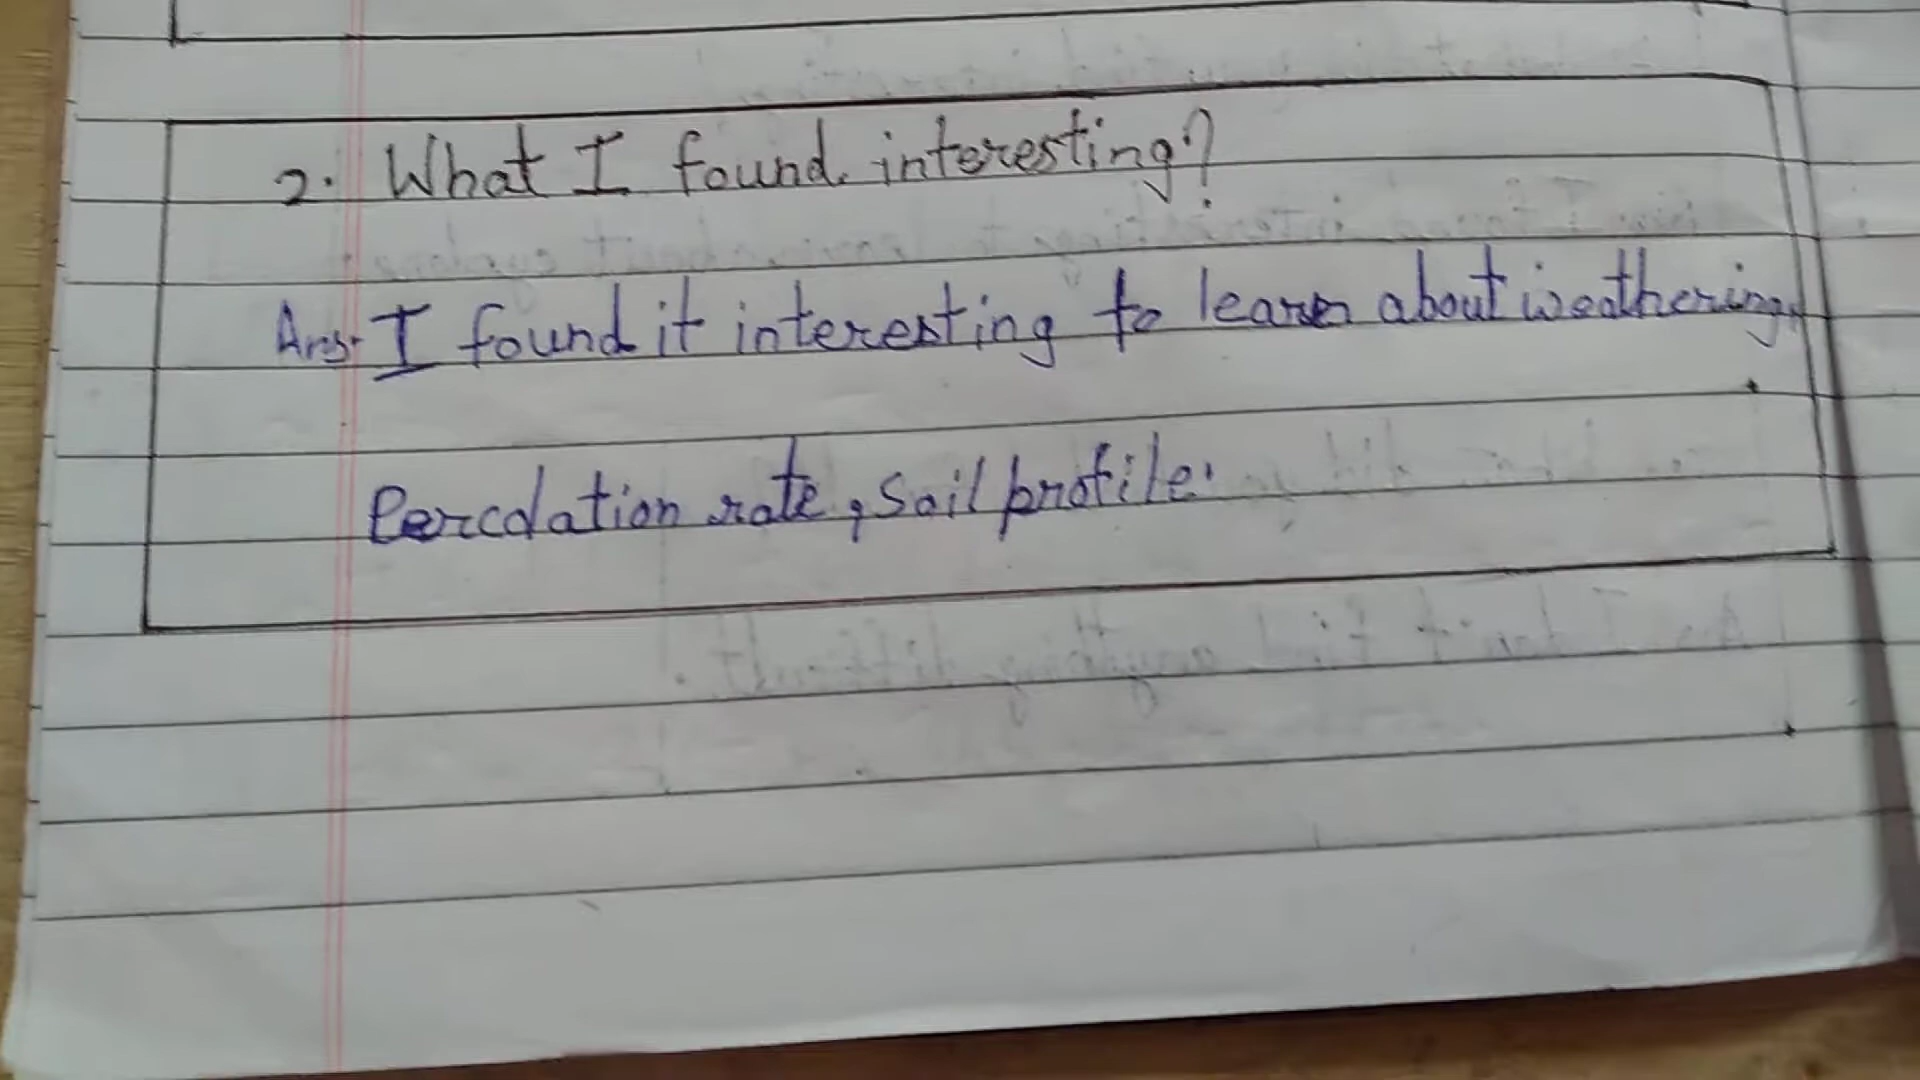 2. What I found interesting?
Ans:- I found it interesting to learn about weathering,
Percolation rate, Soil profile.